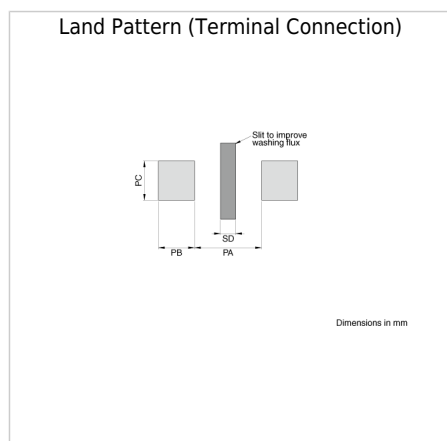 Land Pattern (Terminal Connection)
Slit to improve
washing flux
PC
SD
PB
PA
Dimensions in mm